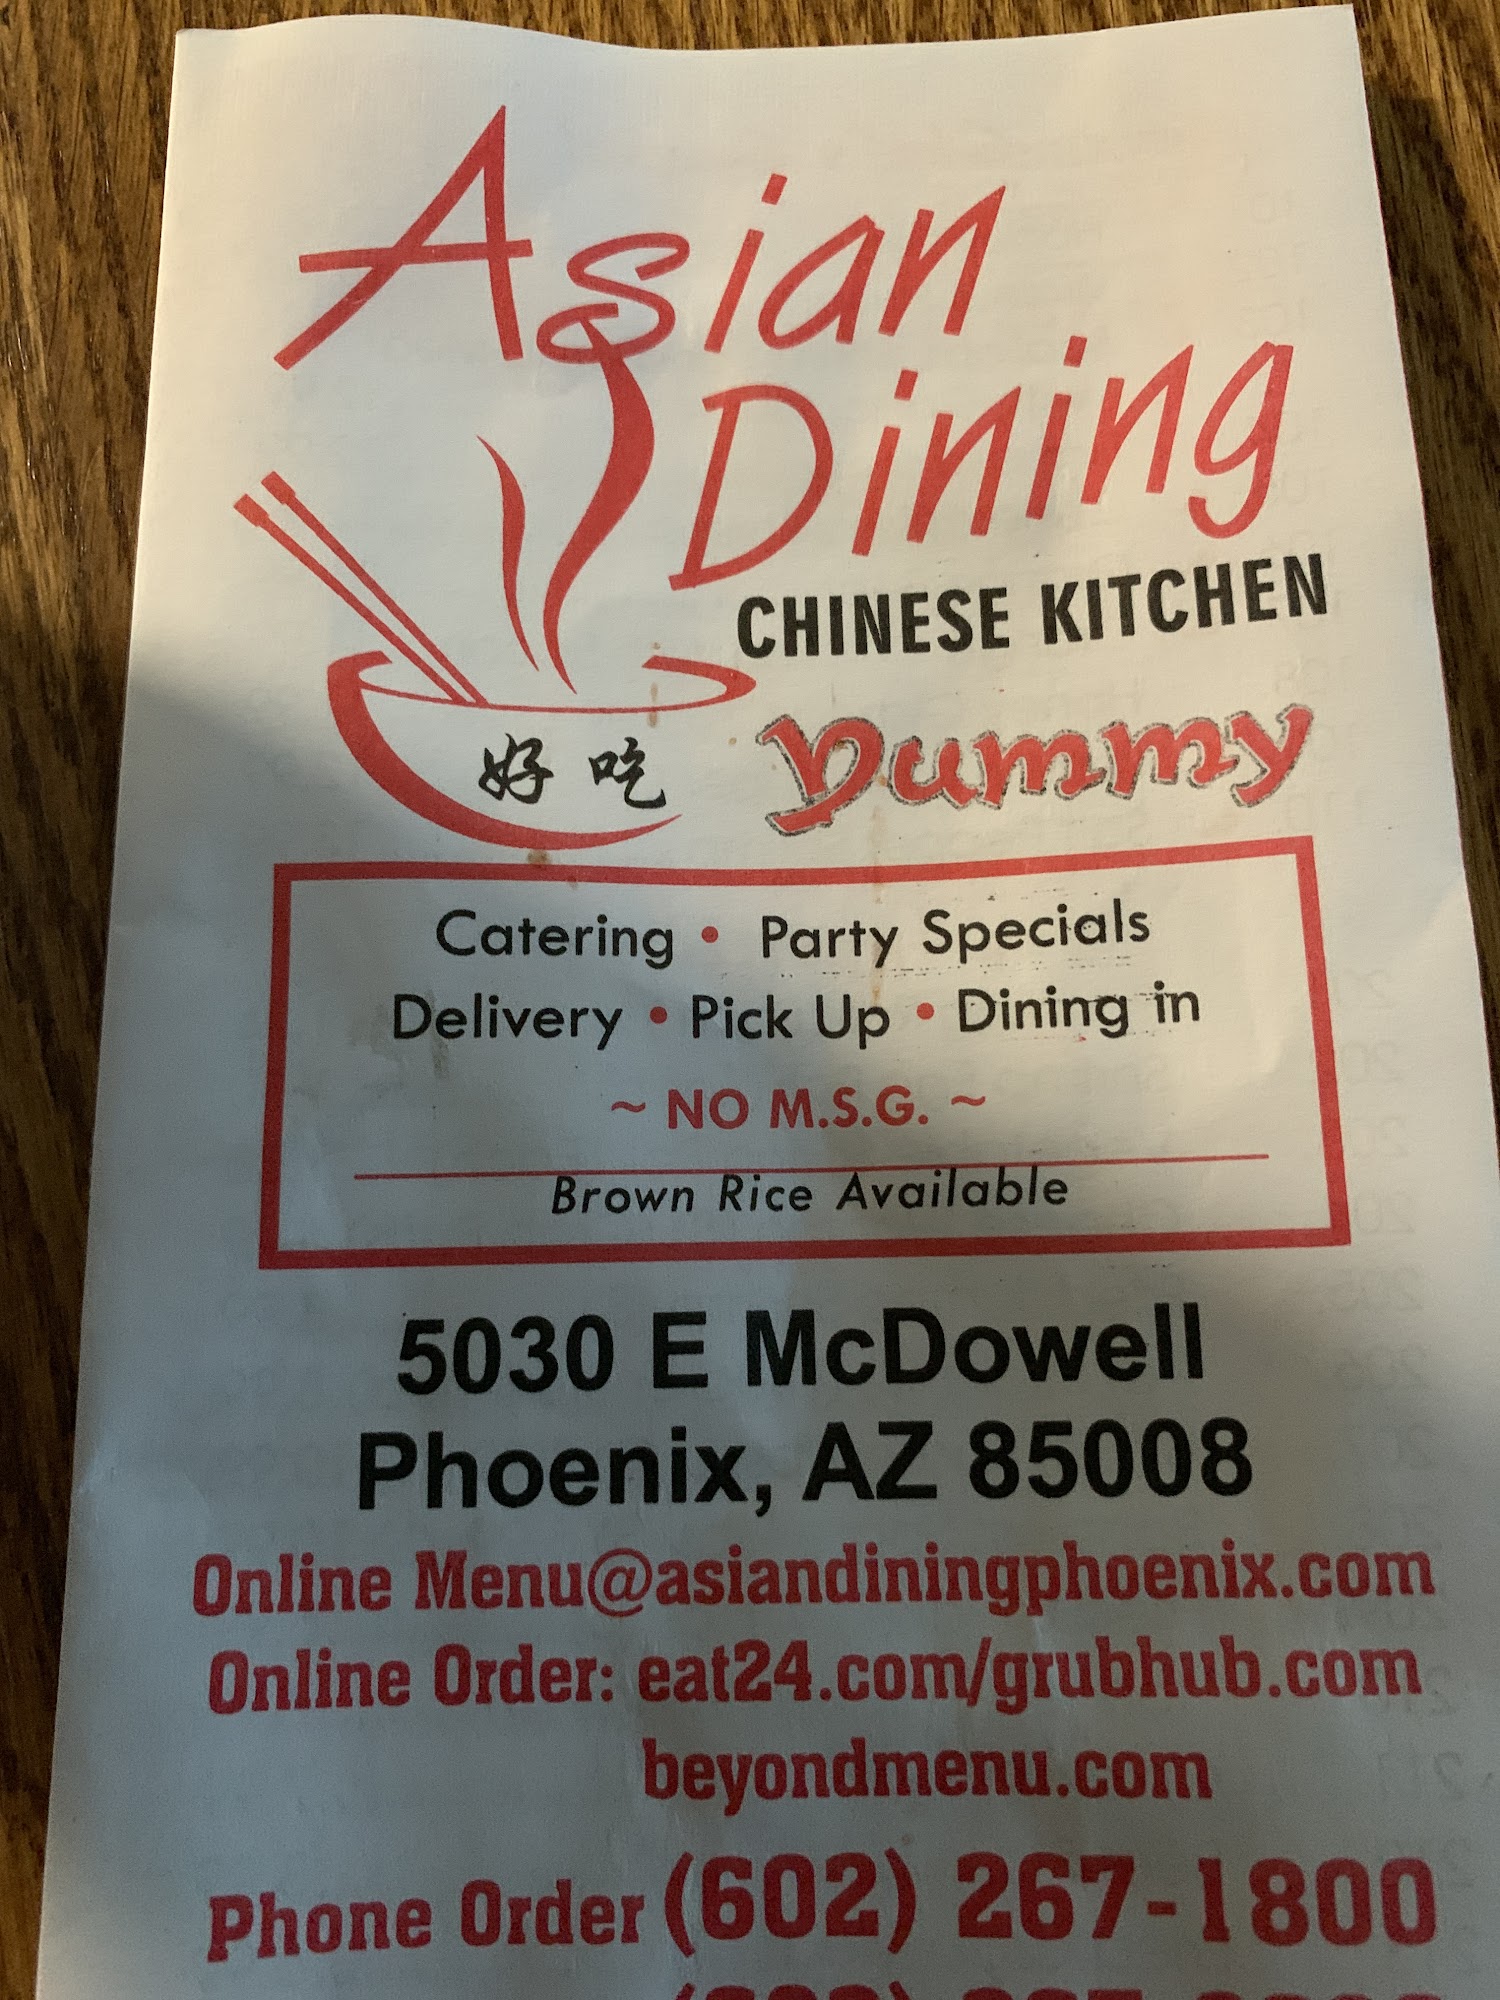 Asian
Dining
CHINESE KITCHEN
好吃 Yummy
Catering • Party Specials
Delivery • Pick Up • Dining in
~ NO M.S.G. ~
Brown Rice Available
5030 E McDowell
Phoenix, AZ 85008
Online Menu@asiandiningphoenix.com
Online Order: eat24.com/grubhub.com
beyondmenu.com
Phone Order (602) 267-1800